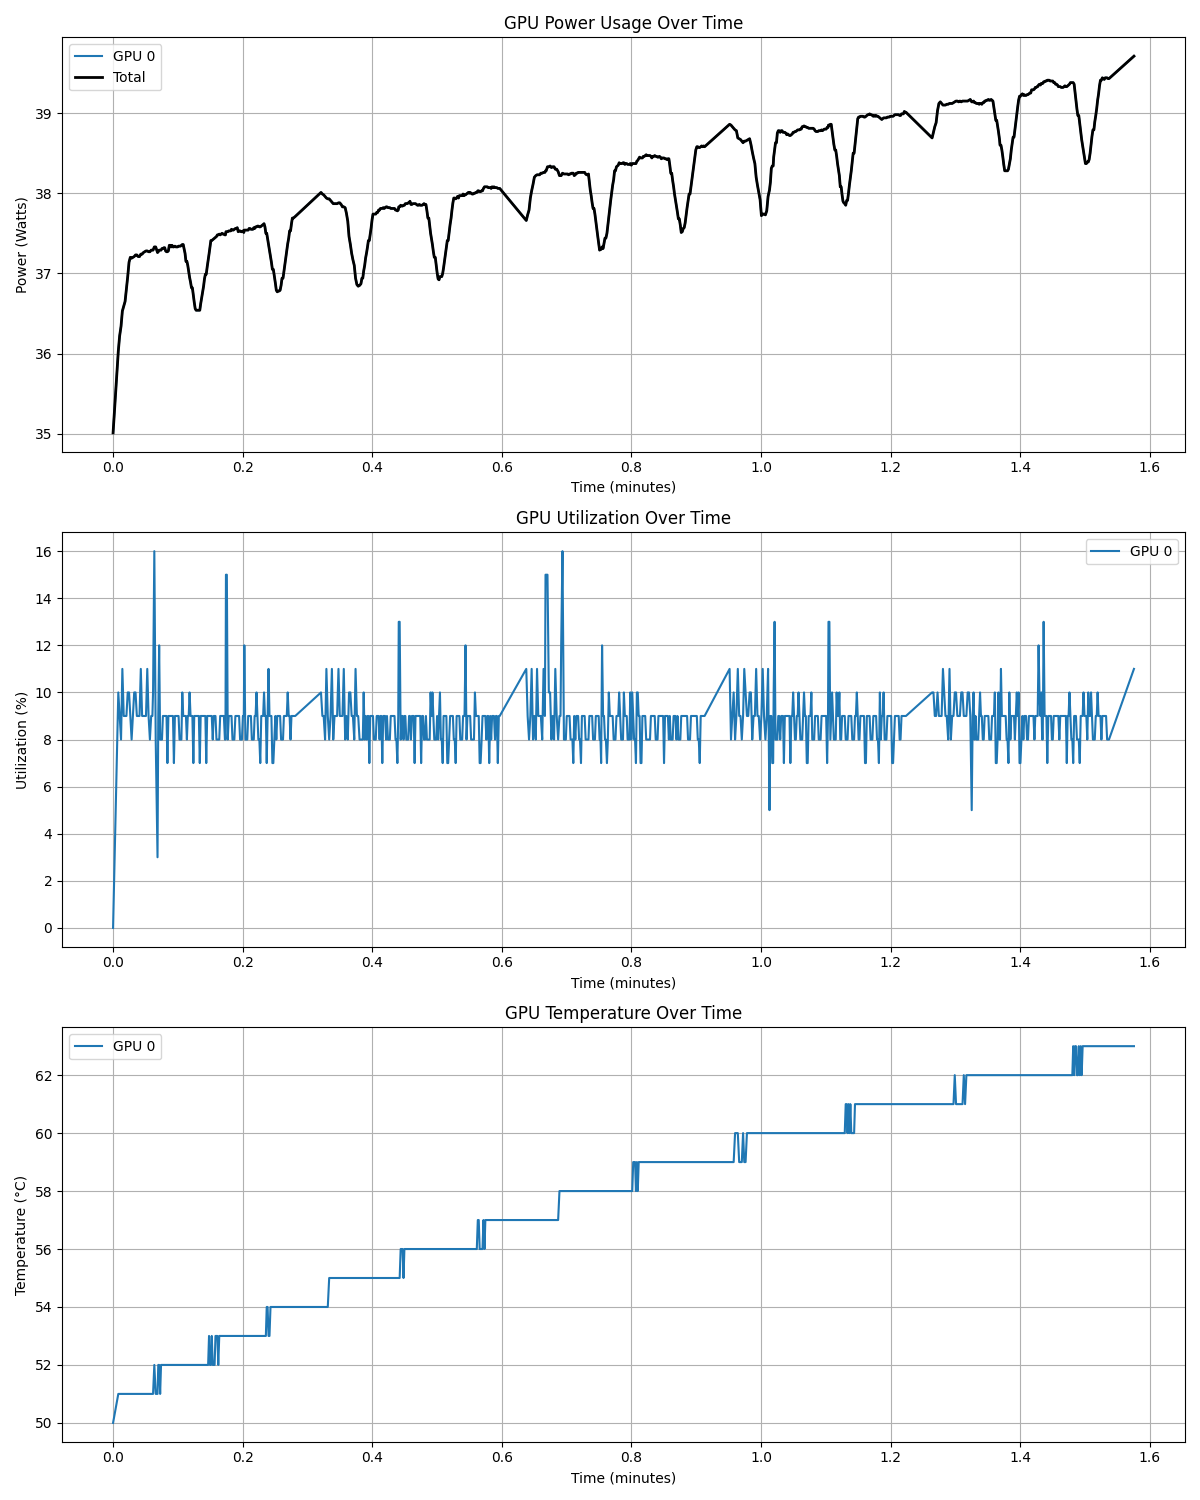 GPU Power Usage Over Time
GPU 0
Total
Power (Watts)
39
38
37
36
35
0.0 0.2 0.4 0.6 0.8 1.0 1.2 1.4 1.6
Time (minutes)
GPU Utilization Over Time
GPU 0
Utilization (%)
16
14
12
10
8
6
4
2
0
0.0 0.2 0.4 0.6 0.8 1.0 1.2 1.4 1.6
Time (minutes)
GPU Temperature Over Time
GPU 0
Temperature (°C)
62
60
58
56
54
52
50
0.0 0.2 0.4 0.6 0.8 1.0 1.2 1.4 1.6
Time (minutes)